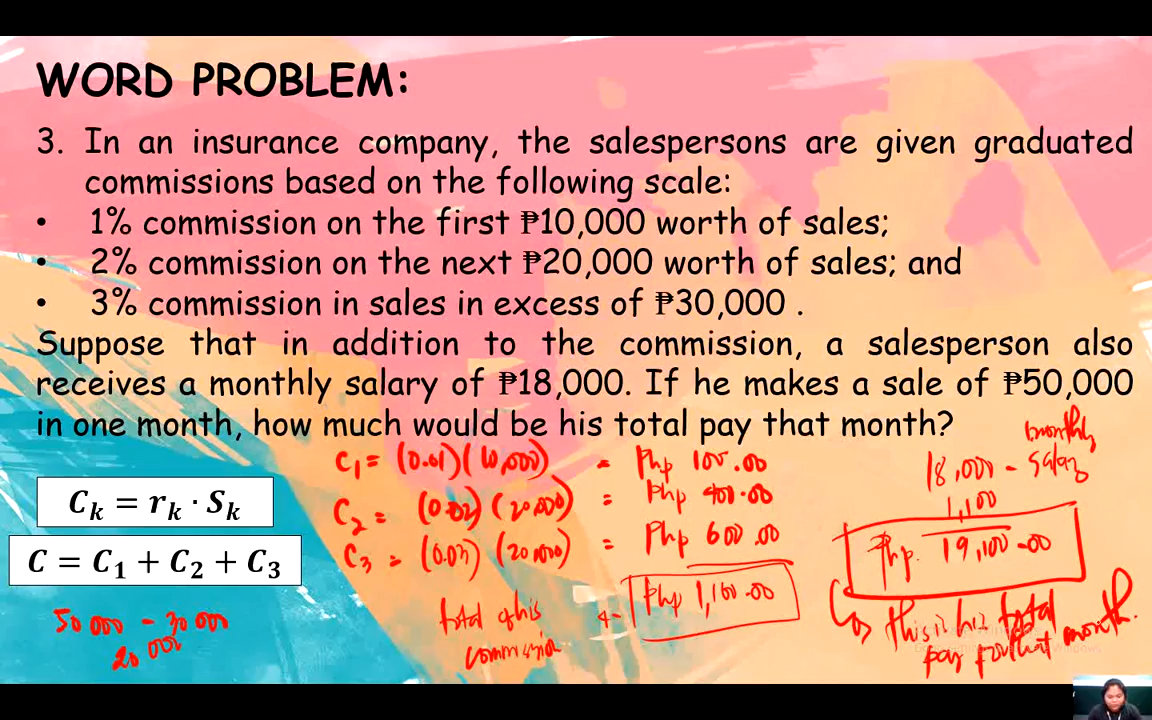 WORD PROBLEM:
3. In an insurance company, the salespersons are given graduated
commissions based on the following scale:
• 1% commission on the first ₱10,000 worth of sales;
• 2% commission on the next ₱20,000 worth of sales; and
• 3% commission in sales in excess of ₱30,000 .
Suppose that in addition to the commission, a salesperson also
receives a monthly salary of ₱18,000. If he makes a sale of ₱50,000
in one month, how much would be his total pay that month?
Cₖ = rₖ · Sₖ
C = C₁ + C₂ + C₃
50 000 - 30 000
20 000
C₁ = (0.01) (10,000) = Php 100.00
C₂ = (0.02) (20,000) = Php 400.00
C₃ = (0.03) (20,000) = Php 600.00
Php 1,100.00
total of his
commission
monthly
18,000 - salary
1,100
Php. 19,100.00
this is his total
pay for that month.